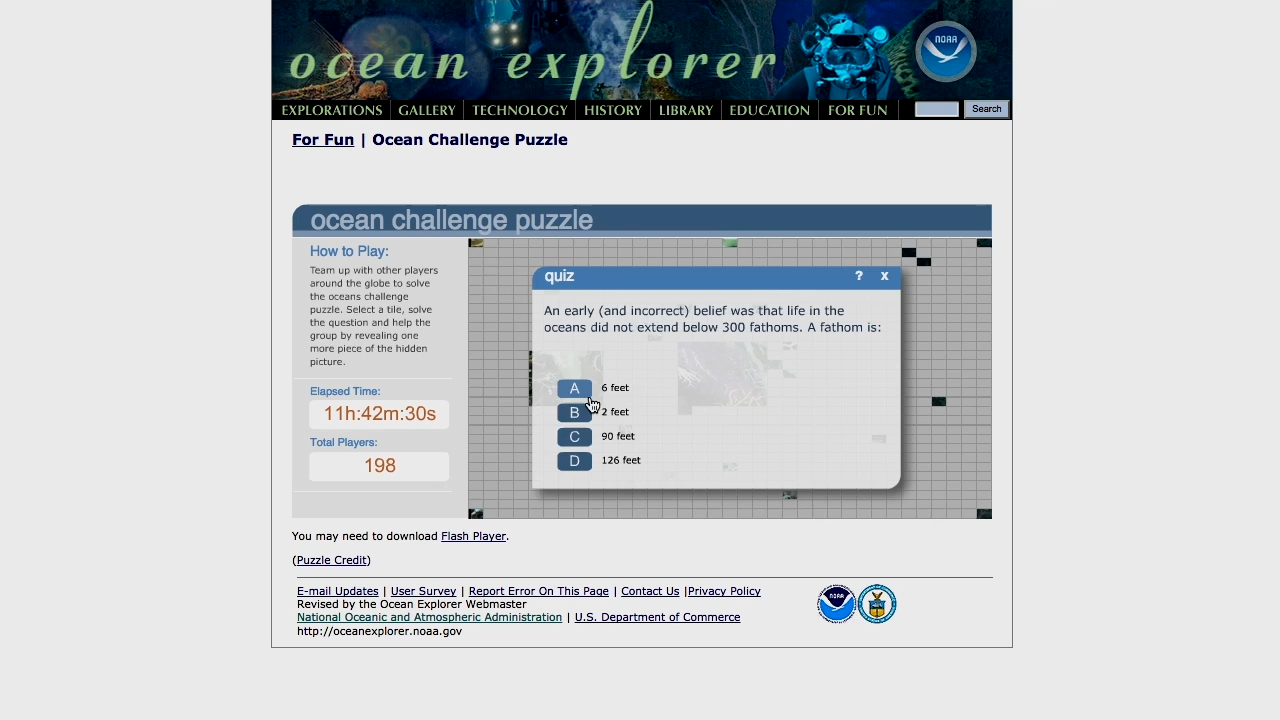 ocean explorer
NOAA
EXPLORATIONS GALLERY TECHNOLOGY HISTORY LIBRARY EDUCATION FOR FUN Search
For Fun | Ocean Challenge Puzzle
ocean challenge puzzle
How to Play:
Team up with other players
around the globe to solve
the oceans challenge
puzzle. Select a tile, solve
the question and help the
group by revealing one
more piece of the hidden
picture.
Elapsed Time:
11h:42m:30s
Total Players:
198
quiz ? x
An early (and incorrect) belief was that life in the
oceans did not extend below 300 fathoms. A fathom is:
A 6 feet
B 2 feet
C 90 feet
D 126 feet
You may need to download Flash Player.
(Puzzle Credit)
E-mail Updates | User Survey | Report Error On This Page | Contact Us |Privacy Policy
Revised by the Ocean Explorer Webmaster
National Oceanic and Atmospheric Administration | U.S. Department of Commerce
http://oceanexplorer.noaa.gov
NOAA